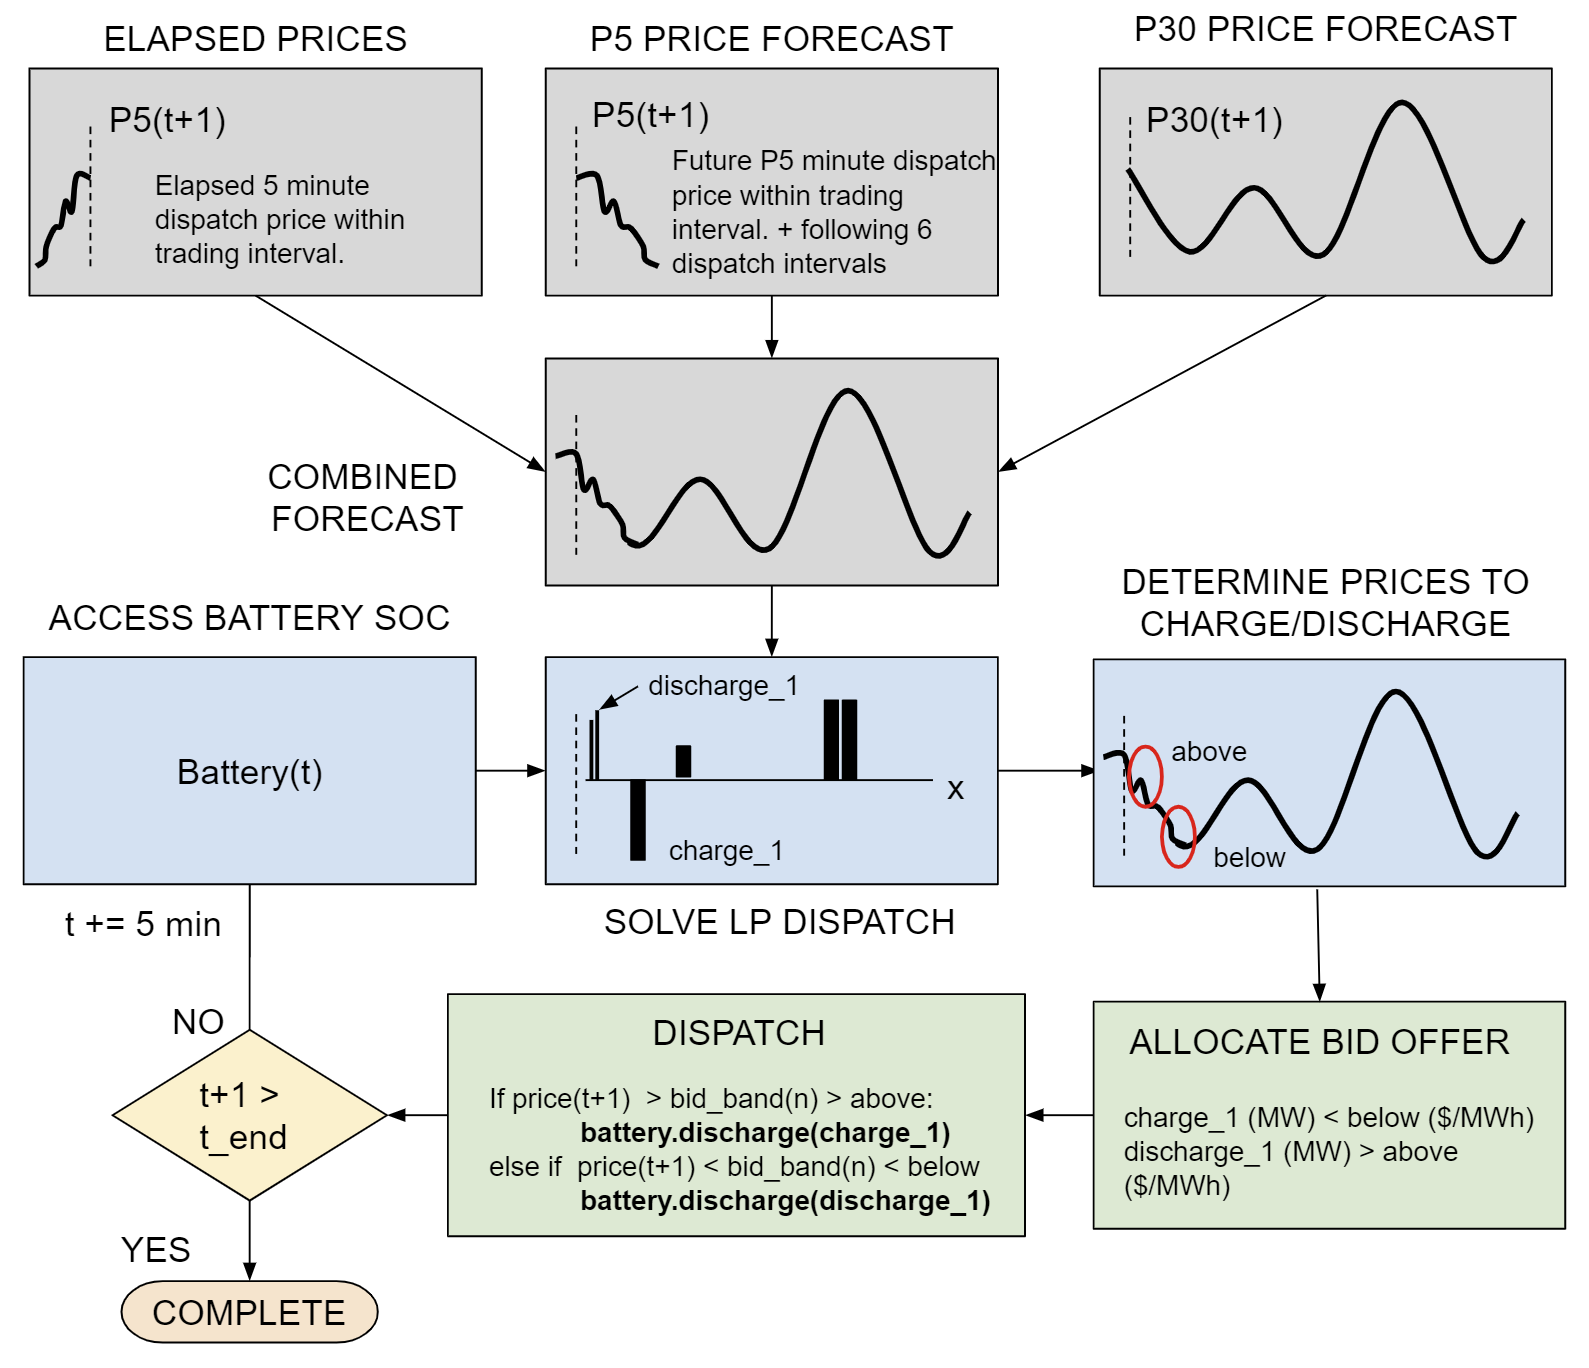 ELAPSED PRICES
P5(t+1)
Elapsed 5 minute
dispatch price within
trading interval.
P5 PRICE FORECAST
P5(t+1)
Future P5 minute dispatch
price within trading
interval. + following 6
dispatch intervals
P30 PRICE FORECAST
P30(t+1)
COMBINED
FORECAST
ACCESS BATTERY SOC
Battery(t)
discharge_1
x
charge_1
SOLVE LP DISPATCH
DETERMINE PRICES TO
CHARGE/DISCHARGE
above
below
ALLOCATE BID OFFER
charge_1 (MW) < below ($/MWh)
discharge_1 (MW) > above
($/MWh)
DISPATCH
If price(t+1)  > bid_band(n) > above:
battery.discharge(charge_1)
else if  price(t+1) < bid_band(n) < below
battery.discharge(discharge_1)
t += 5 min
NO
t+1 >
t_end
YES
COMPLETE